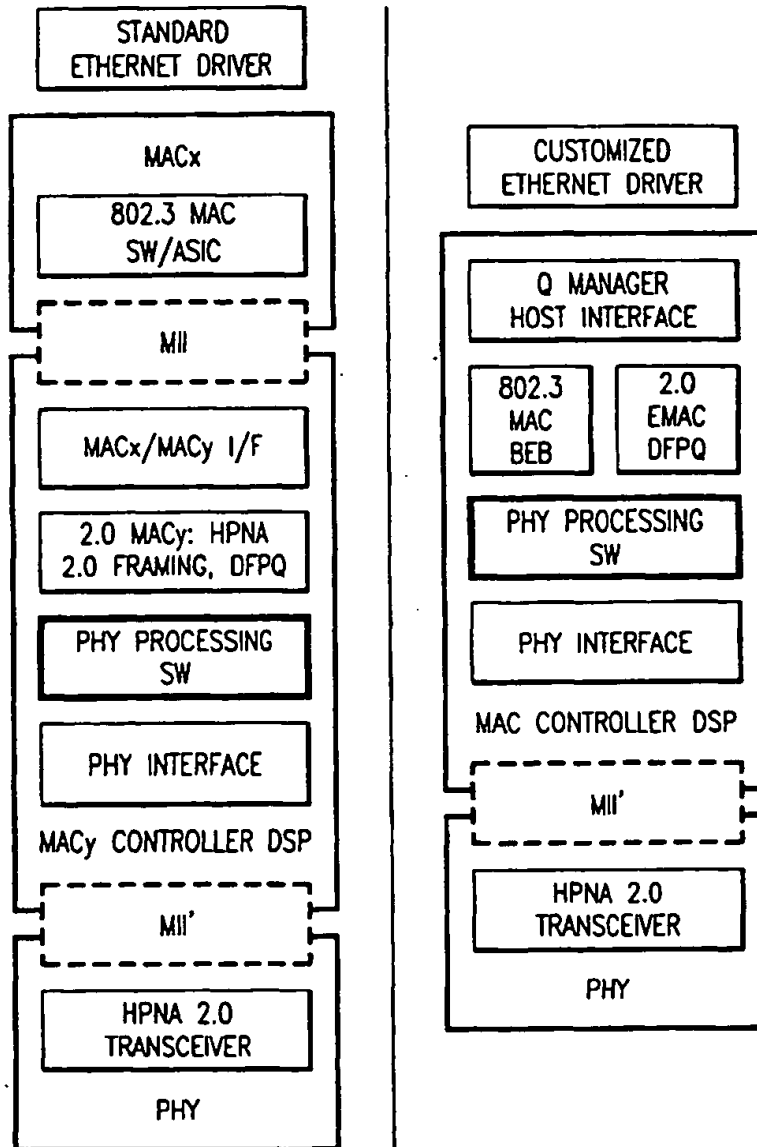 STANDARD
ETHERNET DRIVER
MACx
802.3 MAC
SW/ASIC
MII
MACx/MACy I/F
2.0 MACy: HPNA
2.0 FRAMING, DFPQ
PHY PROCESSING
SW
PHY INTERFACE
MACy CONTROLLER DSP
MII'
HPNA 2.0
TRANSCEIVER
PHY
CUSTOMIZED
ETHERNET DRIVER
Q MANAGER
HOST INTERFACE
802.3
MAC
BEB
2.0
EMAC
DFPQ
PHY PROCESSING
SW
PHY INTERFACE
MAC CONTROLLER DSP
MII'
HPNA 2.0
TRANSCEIVER
PHY